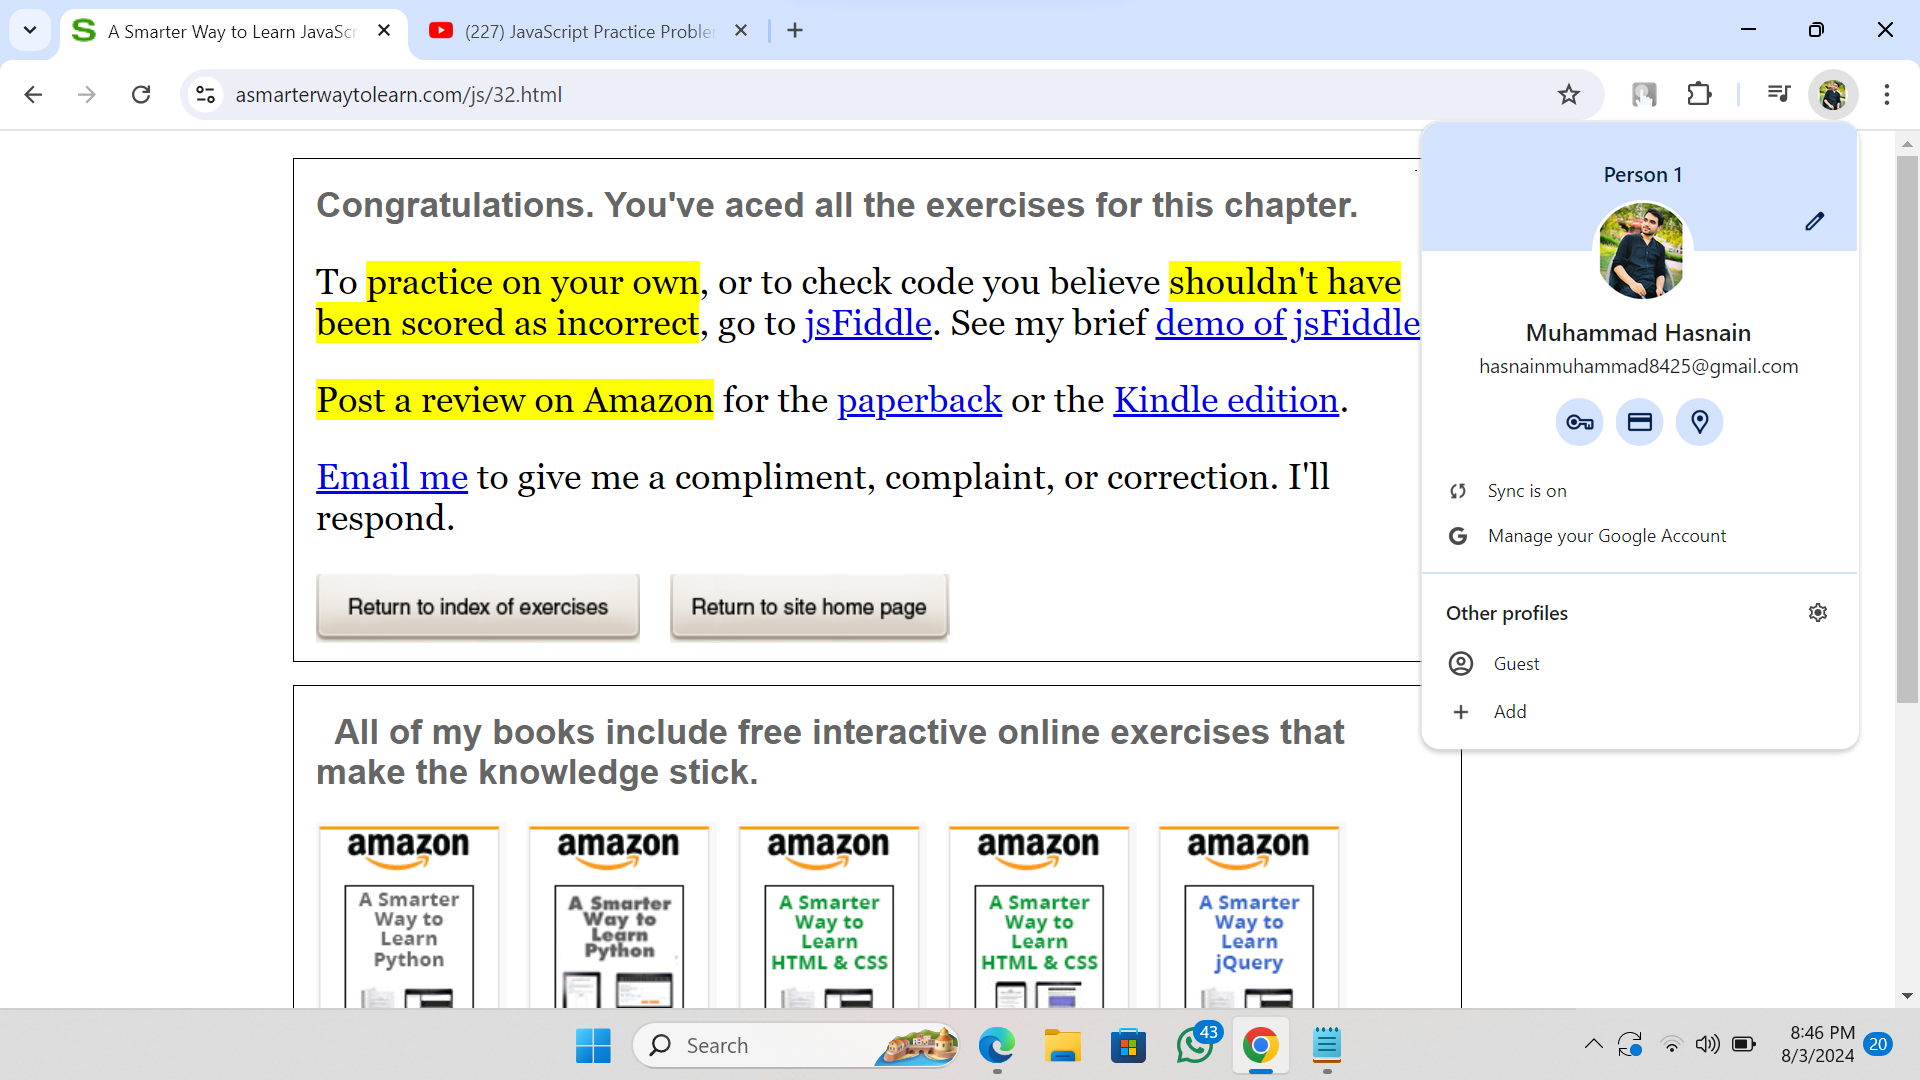 A Smarter Way to Learn JavaScr
(227) JavaScript Practice Proble
asmarterwaytolearn.com/js/32.html
Congratulations. You've aced all the exercises for this chapter.
To practice on your own, or to check code you believe shouldn't have
been scored as incorrect, go to jsFiddle. See my brief demo of jsFiddle
Post a review on Amazon for the paperback or the Kindle edition.
Email me to give me a compliment, complaint, or correction. I'll
respond.
Return to index of exercises
Return to site home page
Person 1
Muhammad Hasnain
hasnainmuhammad8425@gmail.com
Sync is on
Manage your Google Account
Other profiles
Guest
Add
All of my books include free interactive online exercises that
make the knowledge stick.
amazon
A Smarter
Way to
Learn
Python
amazon
A Smarter
Way to
Learn
Python
amazon
A Smarter
Way to
Learn
HTML & CSS
amazon
A Smarter
Way to
Learn
HTML & CSS
amazon
A Smarter
Way to
Learn
jQuery
Search
43
8:46 PM
8/3/2024
20